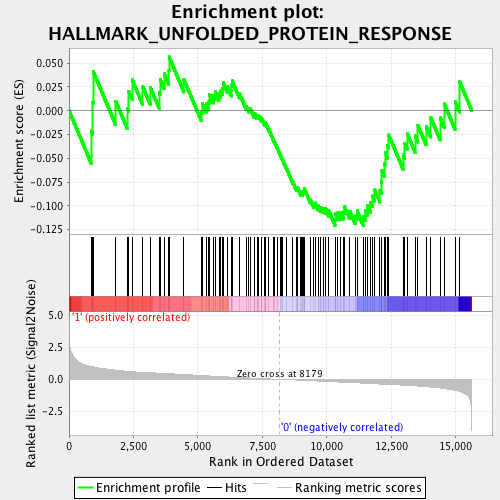 Enrichment plot:
HALLMARK_UNFOLDED_PROTEIN_RESPONSE
Enrichment score (ES)
0.050
0.025
0.000
-0.025
-0.050
-0.075
-0.100
-0.125
Ranked list metric (Signal2Noise)
5.0
2.5
0.0
-2.5
'1' (positively correlated)
Zero cross at 8179
'0' (negatively correlated)
0
2,500
5,000
7,500
10,000
12,500
15,000
Rank in Ordered Dataset
Enrichment profile
Hits
Ranking metric scores